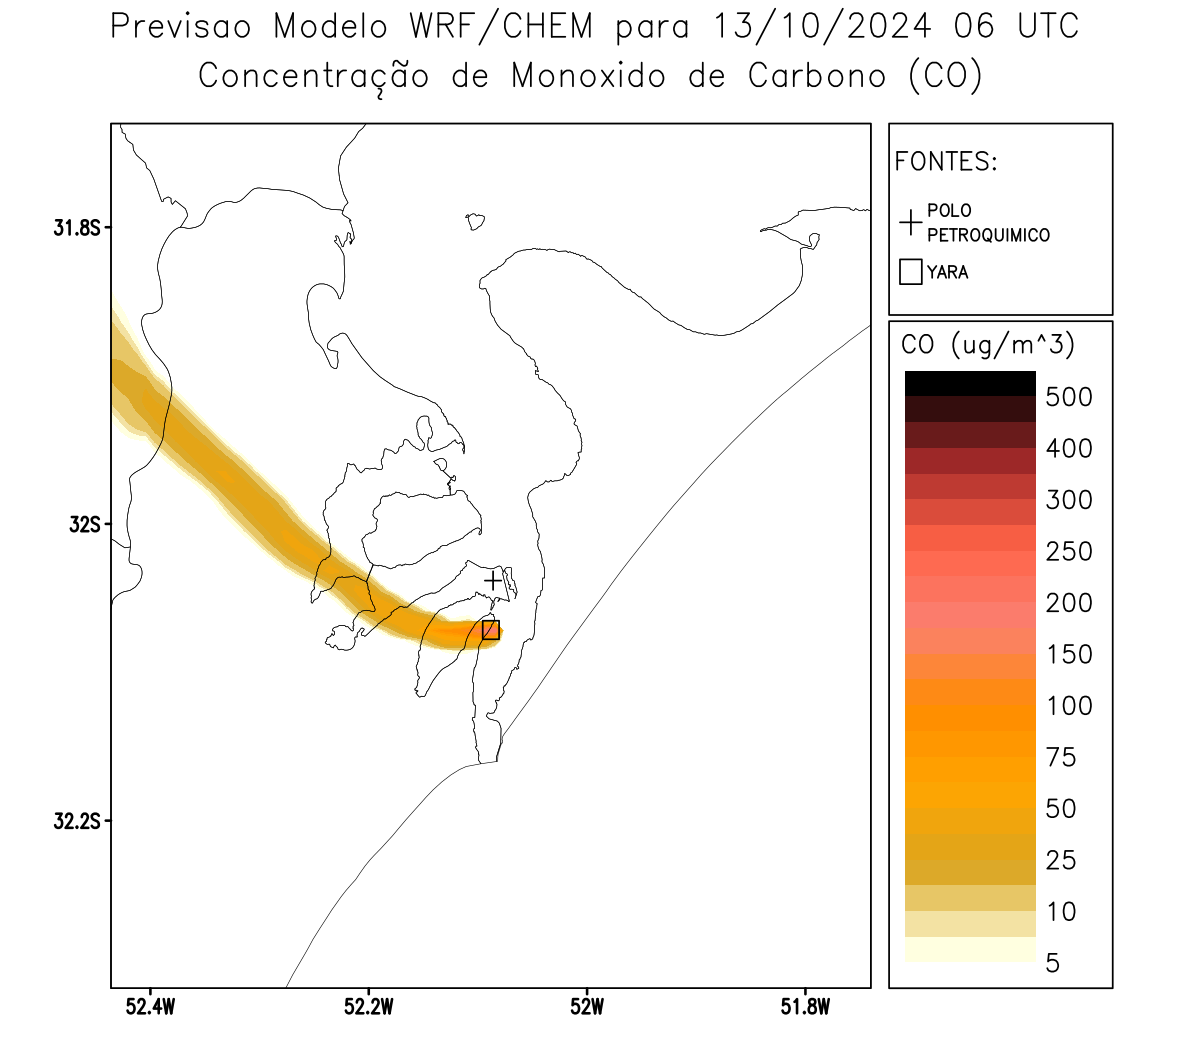 Previsao Modelo WRF/CHEM para 13/10/2024 06 UTC
Concentração de Monoxido de Carbono (CO)
FONTES:
POLO
PETROQUIMICO
YARA
CO (ug/m^3)
500
400
300
250
200
150
100
75
50
25
10
5
31.8S
32S
32.2S
52.4W
52.2W
52W
51.8W